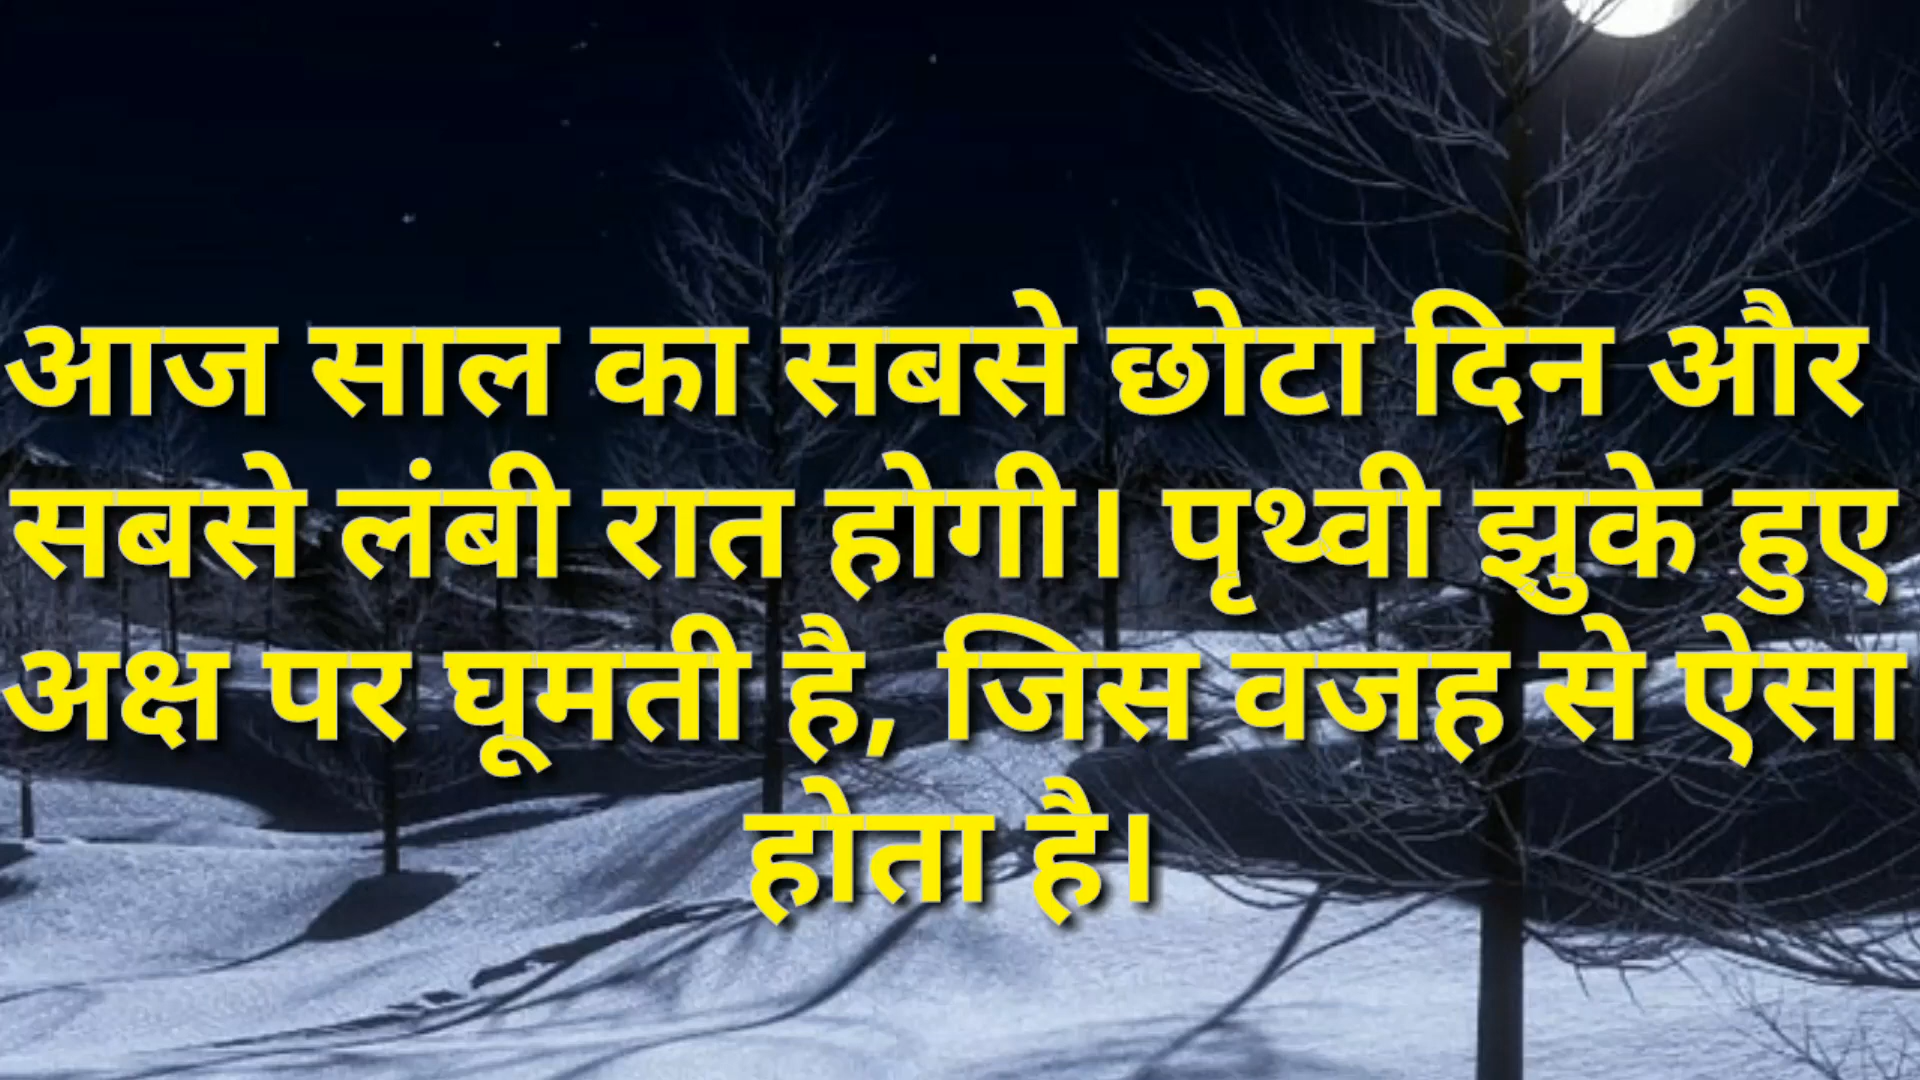 आज साल का सबसे छोटा दिन और
सबसे लंबी रात होगी। पृथ्वी झुके हुए
अक्ष पर घूमती है, जिस वजह से ऐसा
होता है।